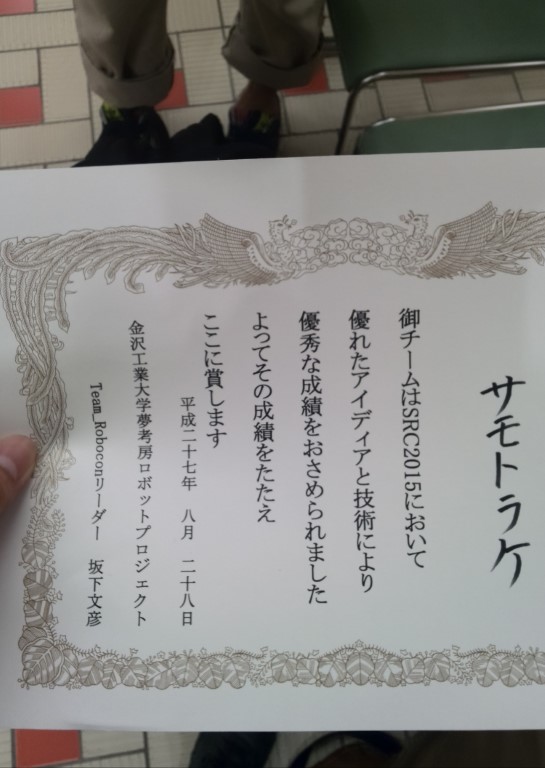 サモトラケ
御チームはSRC2015において
優れたアイディアと技術により
優秀な成績をおさめられました
よってその成績をたたえ
ここに賞します
平成二十七年 八月 二十八日
金沢工業大学夢考房ロボットプロジェクト
Team_Roboconリーダー 坂下文彦